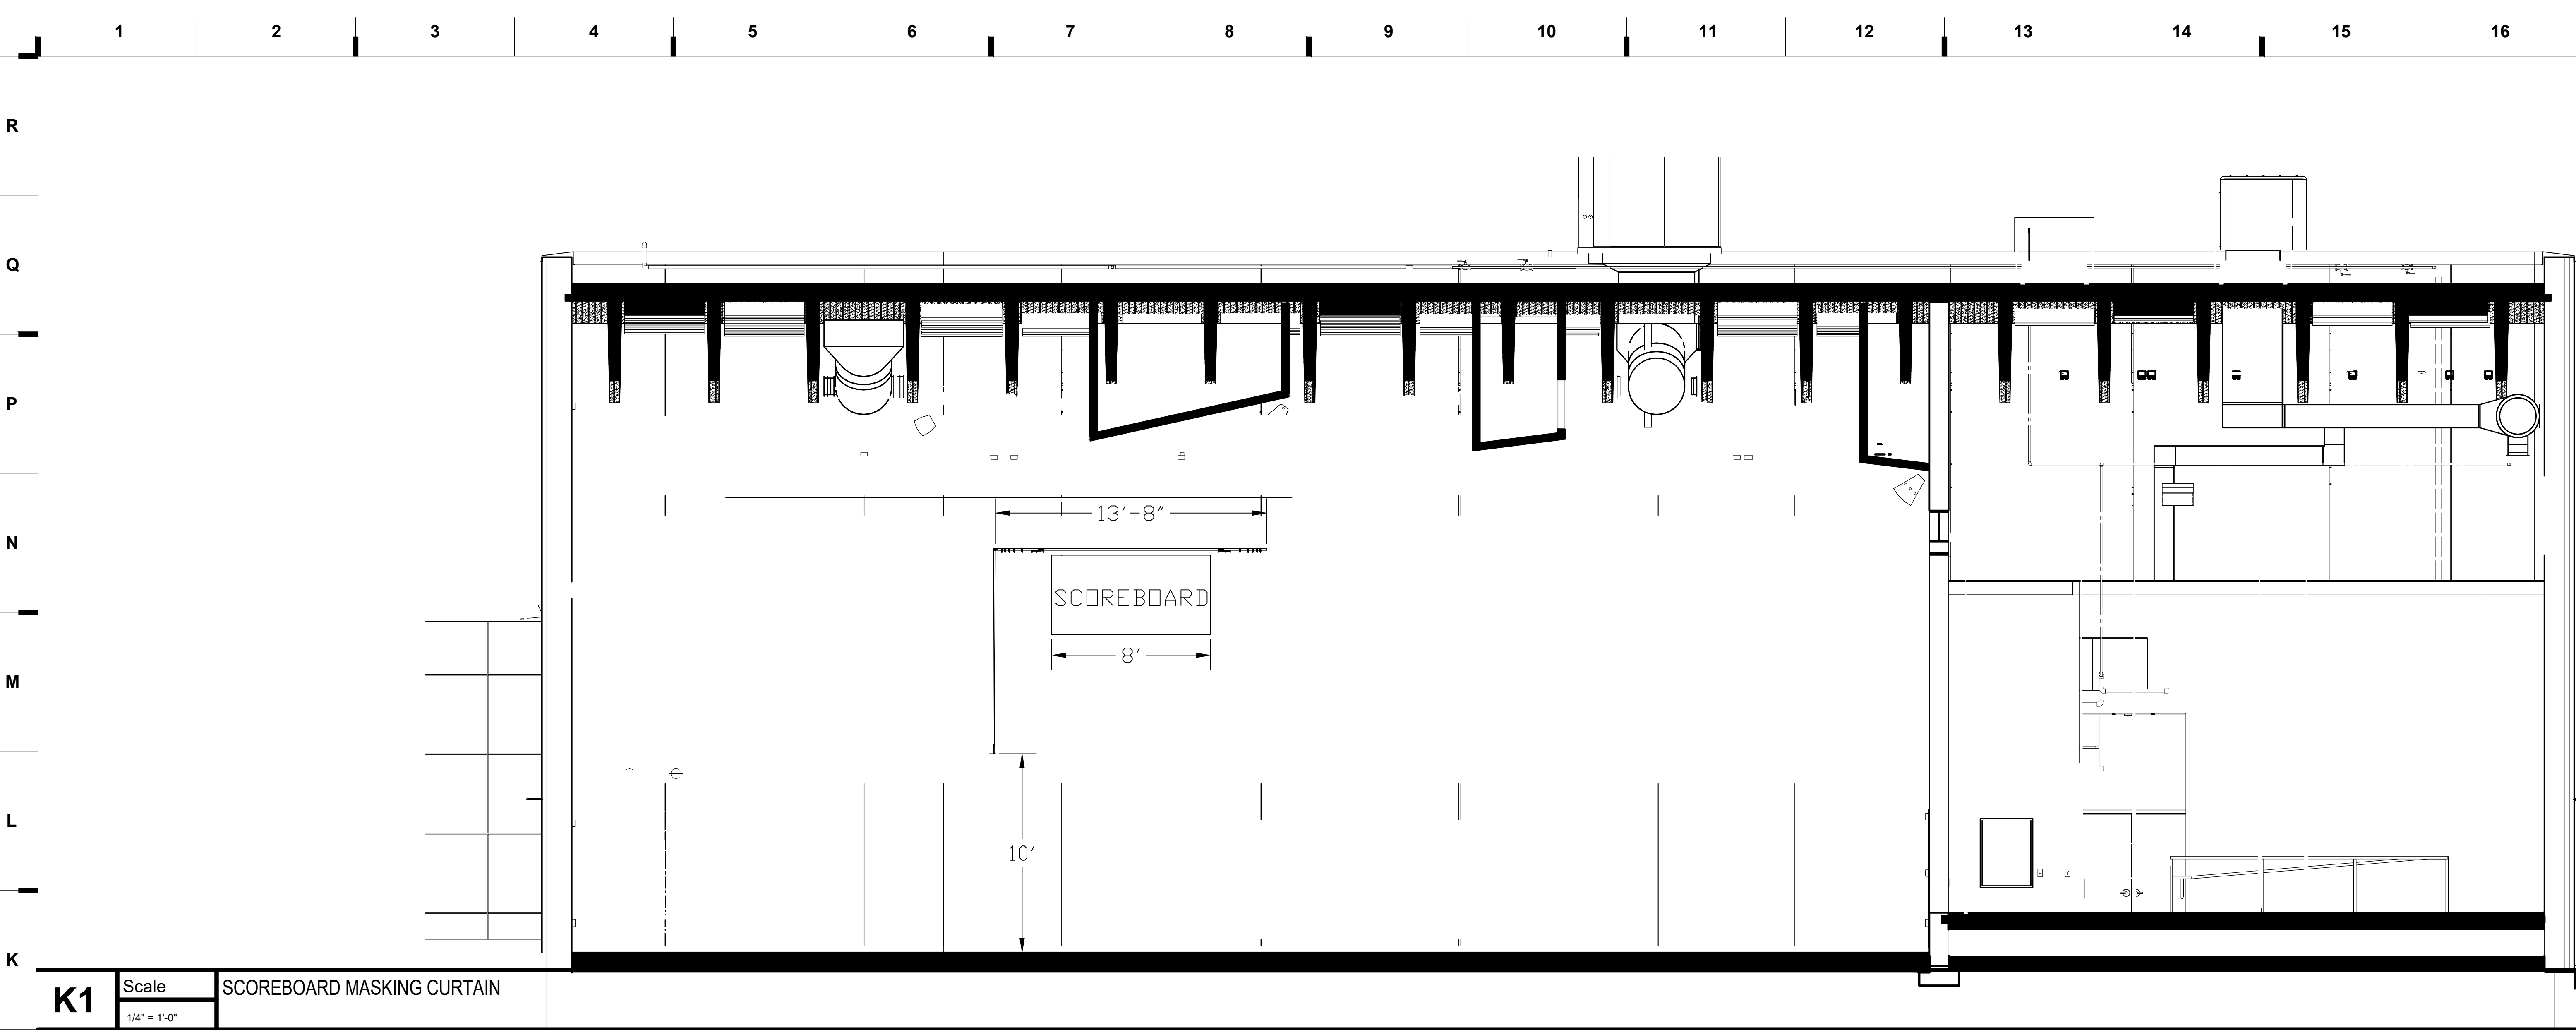 1 2 3 4 5 6 7 8 9 10 11 12 13 14 15 16
R
Q
P
N
13'-8"
SCOREBOARD
M
8'
L
10'
K
K1
Scale
1/4" = 1'-0"
SCOREBOARD MASKING CURTAIN